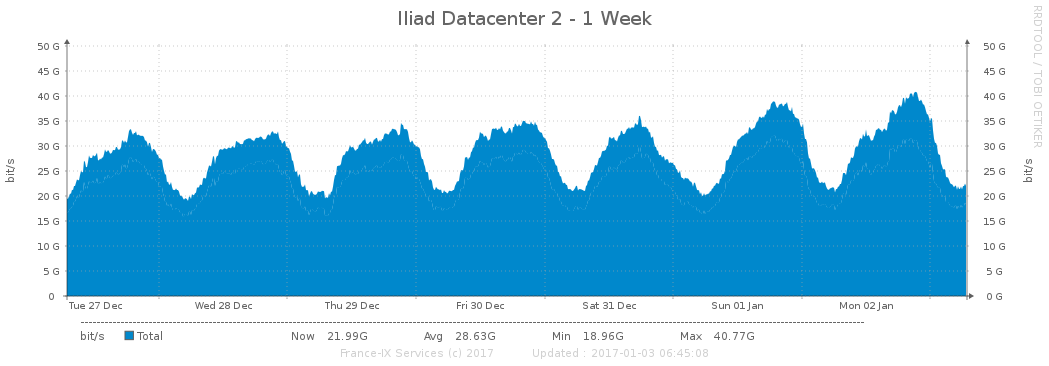 Iliad Datacenter 2 - 1 Week
RRDTOOL / TOBI OETIKER
50 G 50 G
45 G 45 G
40 G 40 G
35 G 35 G
30 G 30 G
25 G 25 G
20 G 20 G
15 G 15 G
10 G 10 G
5 G 5 G
0 0 G
bit/s
bit/s
Tue 27 Dec Wed 28 Dec Thu 29 Dec Fri 30 Dec Sat 31 Dec Sun 01 Jan Mon 02 Jan
bit/s Total Now 21.99G Avg 28.63G Min 18.96G Max 40.77G
France-IX Services (c) 2017 Updated : 2017-01-03 06:45:08